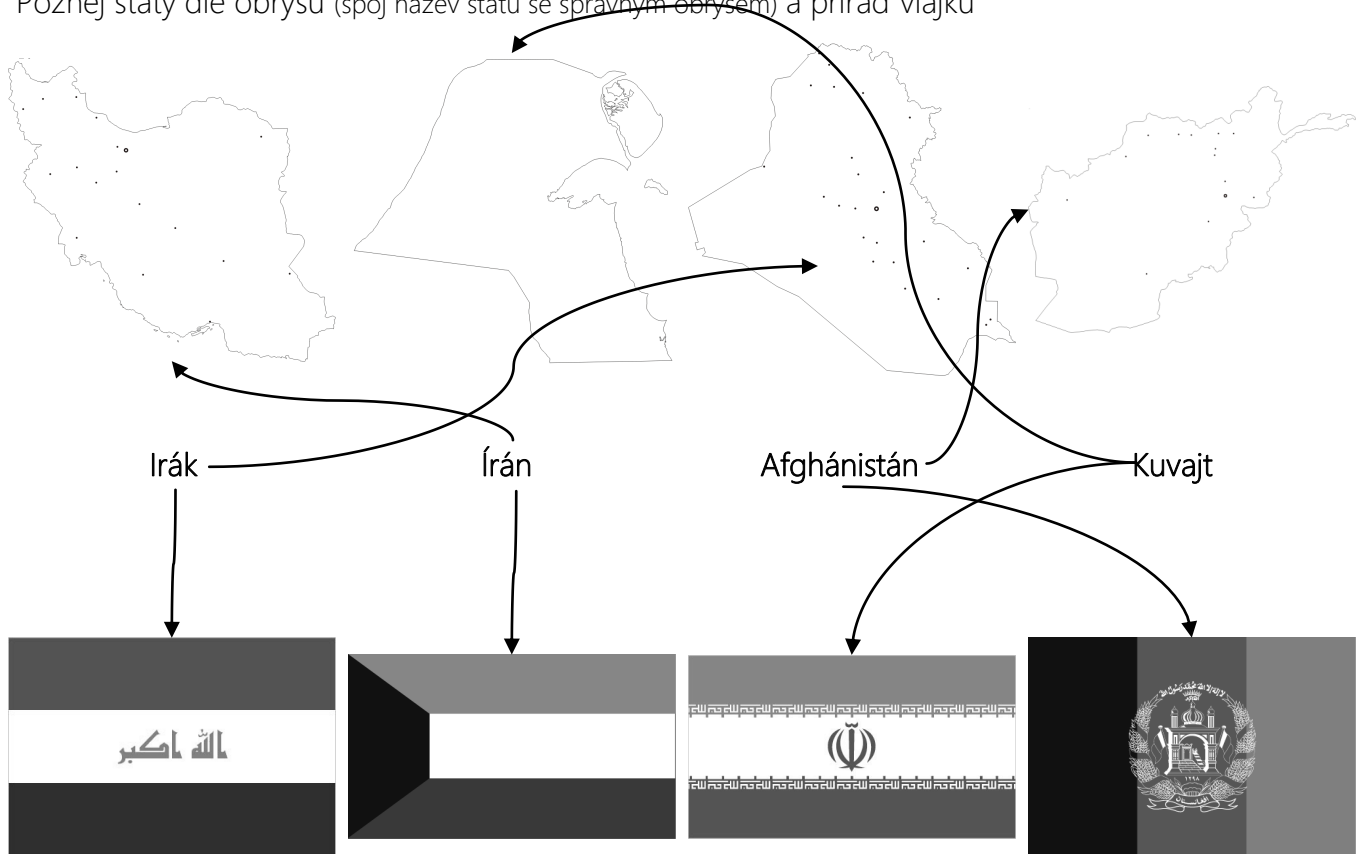 Poznej státy dle obrysu (spoj název státu se správným obrysem) a přiřaď vlajku
Irák Írán Afghánistán Kuvajt
الله اكبر